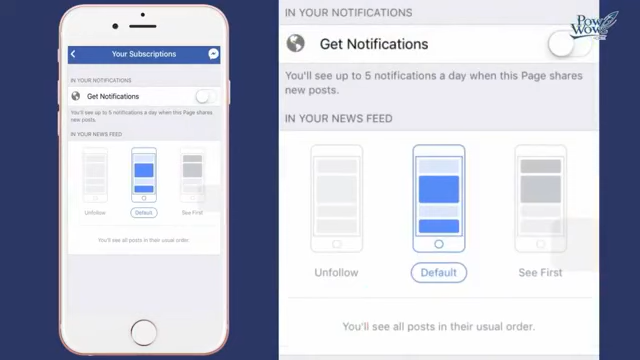 Your Subscriptions
IN YOUR NOTIFICATIONS
Get Notifications
You'll see up to 5 notifications a day when this Page shares
new posts.
IN YOUR NEWS FEED
Unfollow
Default
See First
You'll see all posts in their usual order.
IN YOUR NOTIFICATIONS
Get Notifications
You'll see up to 5 notifications a day when this Page shares
new posts.
IN YOUR NEWS FEED
Unfollow
Default
See First
You'll see all posts in their usual order.
Pow
Wow